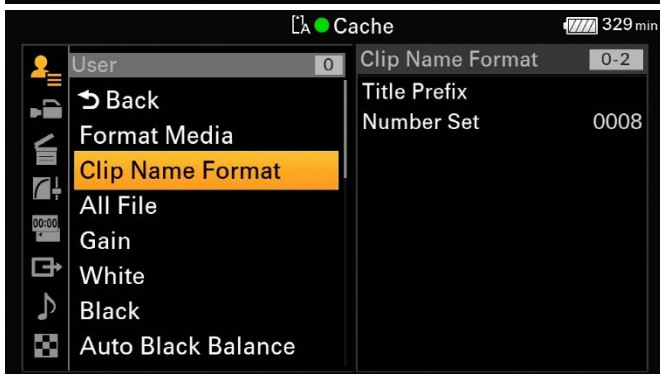 A Cache 329 min
User 0
Back
Format Media
Clip Name Format
All File
Gain
White
Black
Auto Black Balance
00:00
Clip Name Format 0-2
Title Prefix
Number Set 0008